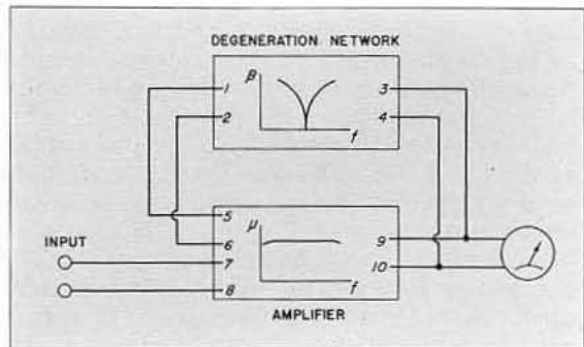 DEGENERATION NETWORK
1
2
β
f
3
4
INPUT
5
6
7
8
μ
f
9
10
AMPLIFIER